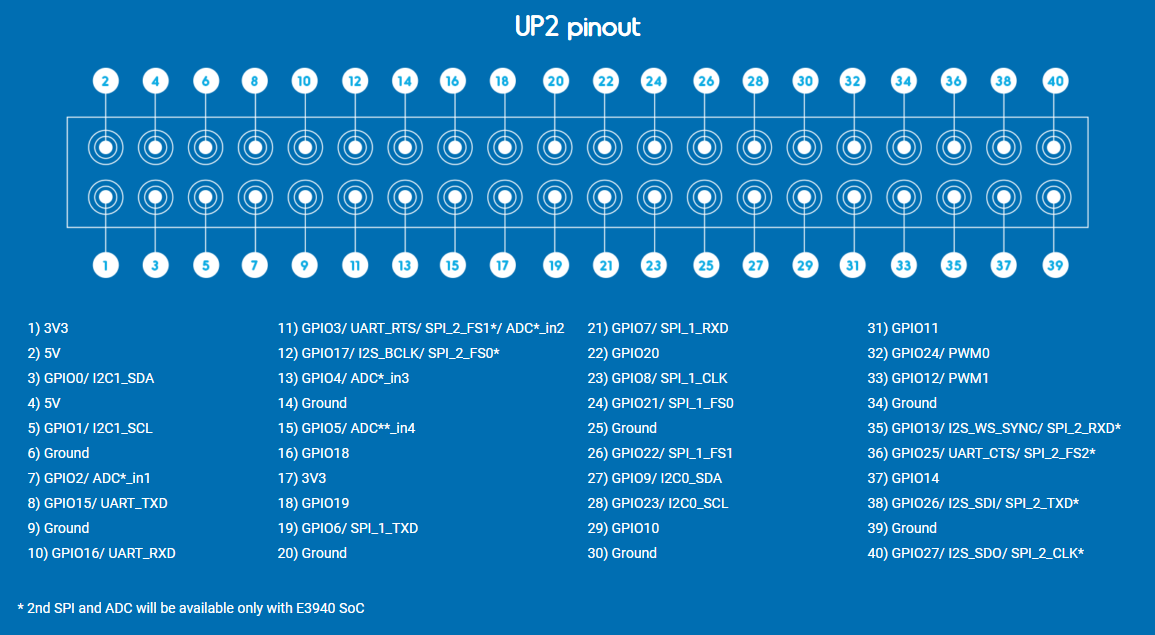 UP2 pinout
2 4 6 8 10 12 14 16 18 20 22 24 26 28 30 32 34 36 38 40
1 3 5 7 9 11 13 15 17 19 21 23 25 27 29 31 33 35 37 39
1) 3V3
2) 5V
3) GPIO0/ I2C1_SDA
4) 5V
5) GPIO1/ I2C1_SCL
6) Ground
7) GPIO2/ ADC*_in1
8) GPIO15/ UART_TXD
9) Ground
10) GPIO16/ UART_RXD
11) GPIO3/ UART_RTS/ SPI_2_FS1*/ ADC*_in2
12) GPIO17/ I2S_BCLK/ SPI_2_FS0*
13) GPIO4/ ADC*_in3
14) Ground
15) GPIO5/ ADC**_in4
16) GPIO18
17) 3V3
18) GPIO19
19) GPIO6/ SPI_1_TXD
20) Ground
21) GPIO7/ SPI_1_RXD
22) GPIO20
23) GPIO8/ SPI_1_CLK
24) GPIO21/ SPI_1_FS0
25) Ground
26) GPIO22/ SPI_1_FS1
27) GPIO9/ I2C0_SDA
28) GPIO23/ I2C0_SCL
29) GPIO10
30) Ground
31) GPIO11
32) GPIO24/ PWM0
33) GPIO12/ PWM1
34) Ground
35) GPIO13/ I2S_WS_SYNC/ SPI_2_RXD*
36) GPIO25/ UART_CTS/ SPI_2_FS2*
37) GPIO14
38) GPIO26/ I2S_SDI/ SPI_2_TXD*
39) Ground
40) GPIO27/ I2S_SDO/ SPI_2_CLK*
* 2nd SPI and ADC will be available only with E3940 SoC